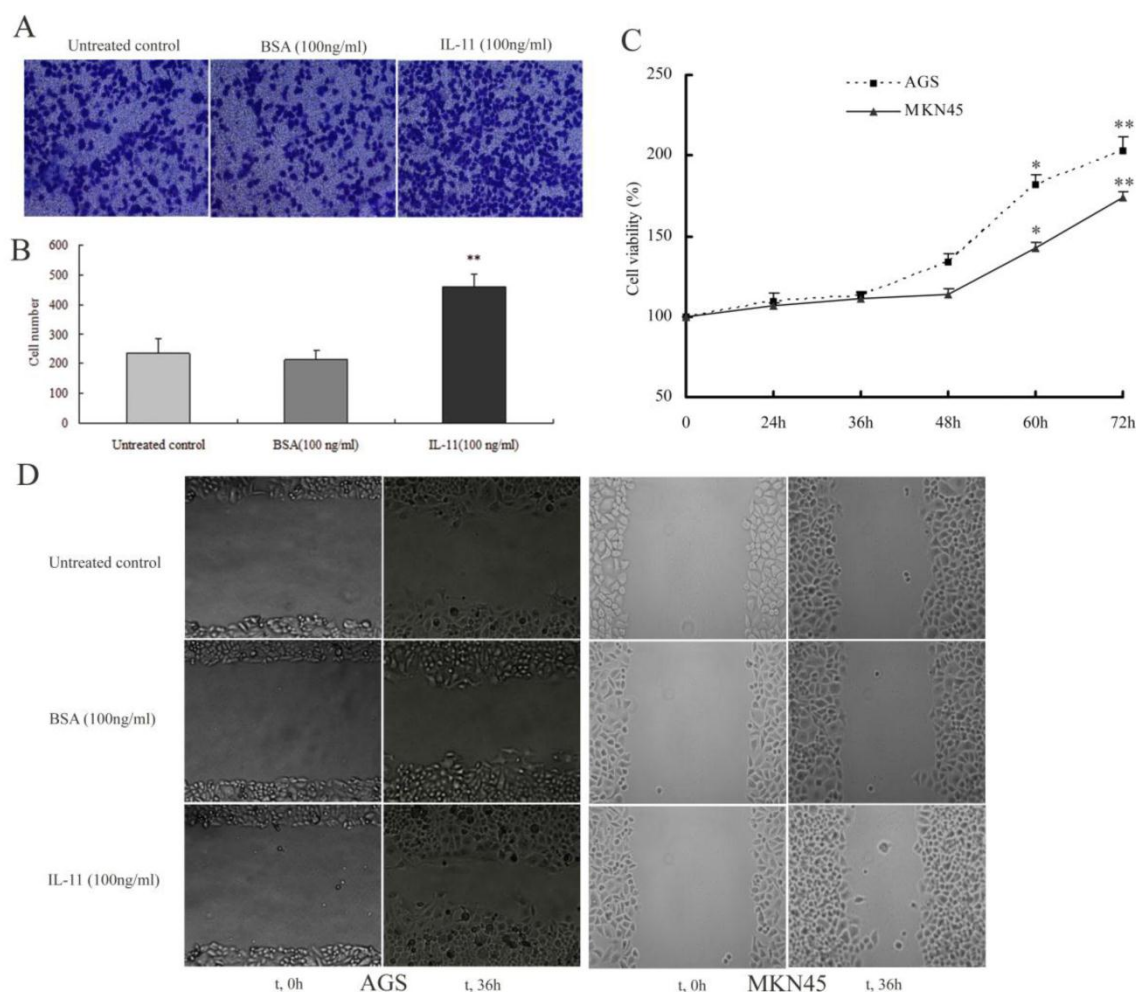 A
Untreated control
BSA (100ng/ml)
IL-11 (100ng/ml)
B
600
500
400
300
200
100
0
Cell number
**
Untreated control
BSA(100 ng/ml)
IL-11(100 ng/ml)
C
250
200
150
100
50
Cell viability (%)
AGS
MKN45
*
**
*
**
0
24h
36h
48h
60h
72h
D
Untreated control
BSA (100ng/ml)
IL-11 (100ng/ml)
t, 0h
AGS
t, 36h
t, 0h
MKN45
t, 36h